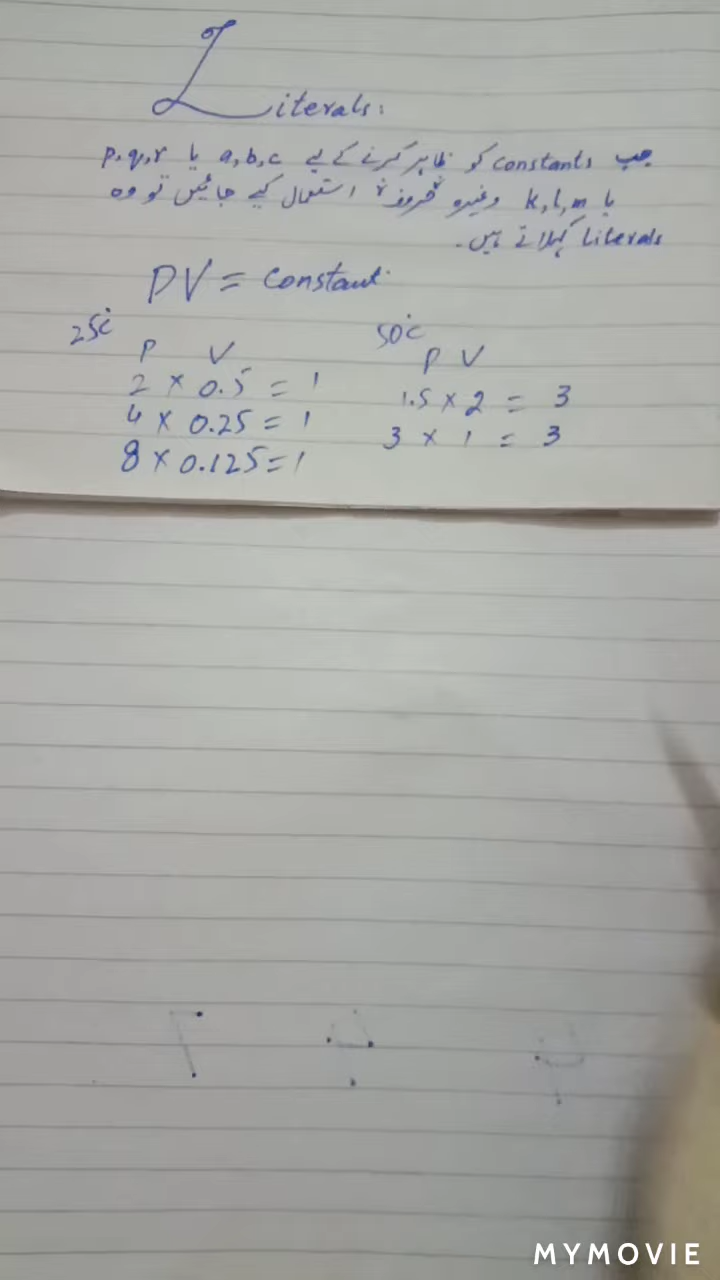 Literals:
جب constants کو ظاہر کرنے کے لیے a,b,c یا p,q,r
یا k,l,m وغیرہ "حروف" استعمال کیے جائیں تو وہ
Literals کہلاتے ہیں۔
PV = Constant.
25°C
50°C
P V
P V
2 × 0.5 = 1
1.5 × 2 = 3
4 × 0.25 = 1
3 × 1 = 3
8 × 0.125 = 1
MYMOVIE